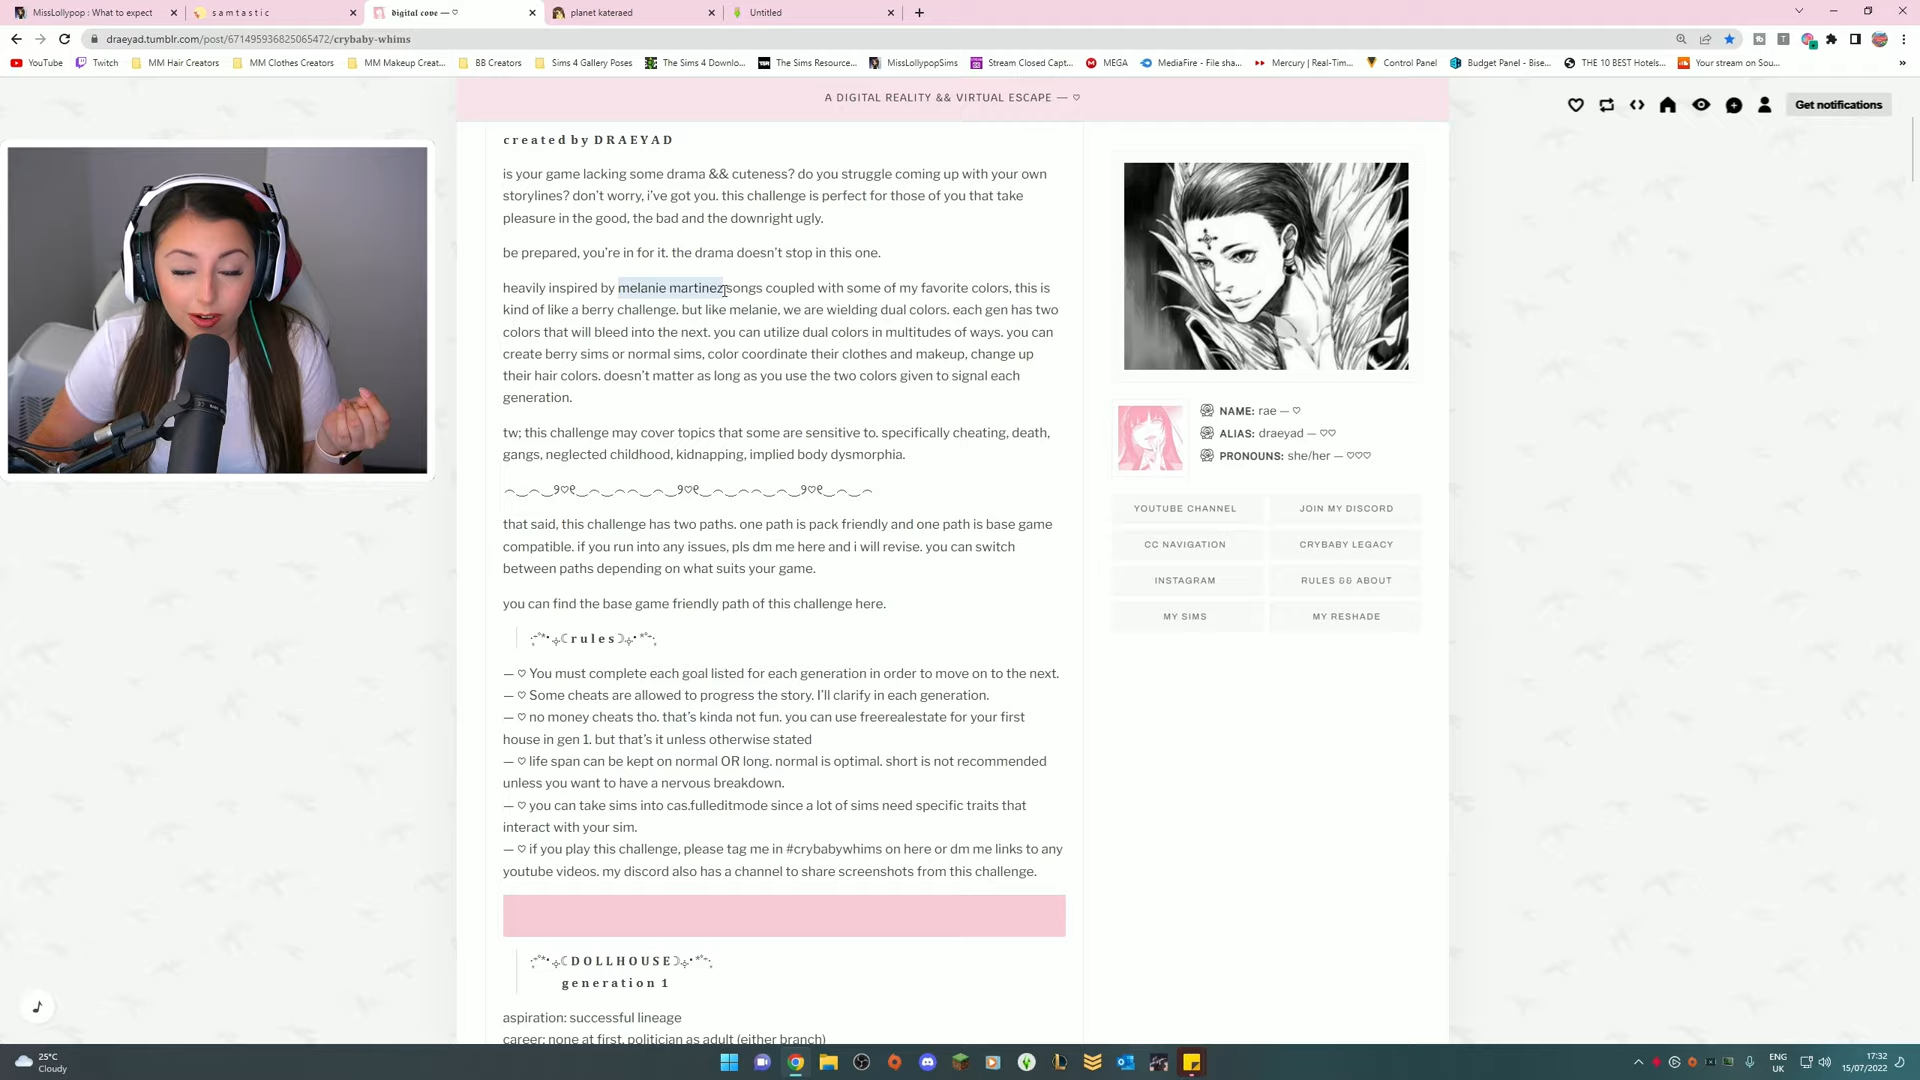 MissLollypop : What to expect
s a m t a s t i c
digital cove — ♡
planet kateraed
Untitled
draeyad.tumblr.com/post/671495936825065472/crybaby-whims
YouTube
Twitch
MM Hair Creators
MM Clothes Creators
MM Makeup Creat...
BB Creators
Sims 4 Gallery Poses
The Sims 4 Downlo...
The Sims Resource...
MissLollypopSims
Stream Closed Capt...
MEGA
MediaFire - File sha...
Mercury | Real-Tim...
Control Panel
Budget Panel - Bise...
THE 10 BEST Hotels...
Your stream on Sou...
A DIGITAL REALITY && VIRTUAL ESCAPE — ♡
Get notifications
created by DRAEYAD
is your game lacking some drama && cuteness? do you struggle coming up with your own
storylines? don't worry, i've got you. this challenge is perfect for those of you that take
pleasure in the good, the bad and the downright ugly.
be prepared, you're in for it. the drama doesn't stop in this one.
heavily inspired by melanie martinez songs coupled with some of my favorite colors, this is
kind of like a berry challenge. but like melanie, we are wielding dual colors. each gen has two
colors that will bleed into the next. you can utilize dual colors in multitudes of ways. you can
create berry sims or normal sims, color coordinate their clothes and makeup, change up
their hair colors. doesn't matter as long as you use the two colors given to signal each
generation.
tw; this challenge may cover topics that some are sensitive to. specifically cheating, death,
gangs, neglected childhood, kidnapping, implied body dysmorphia.
that said, this challenge has two paths. one path is pack friendly and one path is base game
compatible. if you run into any issues, pls dm me here and i will revise. you can switch
between paths depending on what suits your game.
you can find the base game friendly path of this challenge here.
rules
— ♡ You must complete each goal listed for each generation in order to move on to the next.
— ♡ Some cheats are allowed to progress the story. I'll clarify in each generation.
— ♡ no money cheats tho. that's kinda not fun. you can use freerealestate for your first
house in gen 1. but that's it unless otherwise stated
— ♡ life span can be kept on normal OR long. normal is optimal. short is not recommended
unless you want to have a nervous breakdown.
— ♡ you can take sims into cas.fulleditmode since a lot of sims need specific traits that
interact with your sim.
— ♡ if you play this challenge, please tag me in #crybabywhims on here or dm me links to any
youtube videos. my discord also has a channel to share screenshots from this challenge.
DOLLHOUSE
generation 1
aspiration: successful lineage
career: none at first, politician as adult (either branch)
NAME: rae — ♡
ALIAS: draeyad — ♡♡
PRONOUNS: she/her — ♡♡♡
YOUTUBE CHANNEL
JOIN MY DISCORD
CC NAVIGATION
CRYBABY LEGACY
INSTAGRAM
RULES && ABOUT
MY SIMS
MY RESHADE
25°C
Cloudy
ENG
UK
17:32
15/07/2022